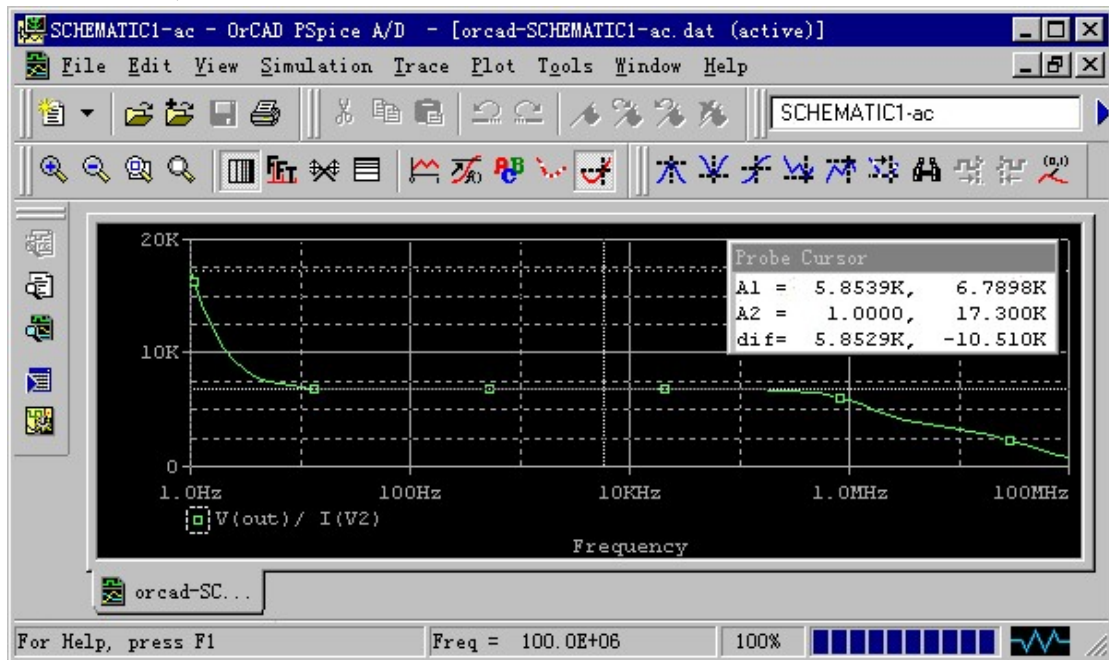 SCHEMATIC1-ac - OrCAD PSpice A/D - [orcad-SCHEMATIC1-ac.dat (active)]
File Edit View Simulation Trace Plot Tools Window Help
SCHEMATIC1-ac
FFT
20K
Probe Cursor
A1 = 5.8539K, 6.7898K
A2 = 1.0000, 17.300K
dif= 5.8529K, -10.510K
10K
0
1.0Hz 100Hz 10KHz 1.0MHz 100MHz
V(out)/ I(V2)
Frequency
orcad-SC...
For Help, press F1 Freq = 100.0E+06 100%